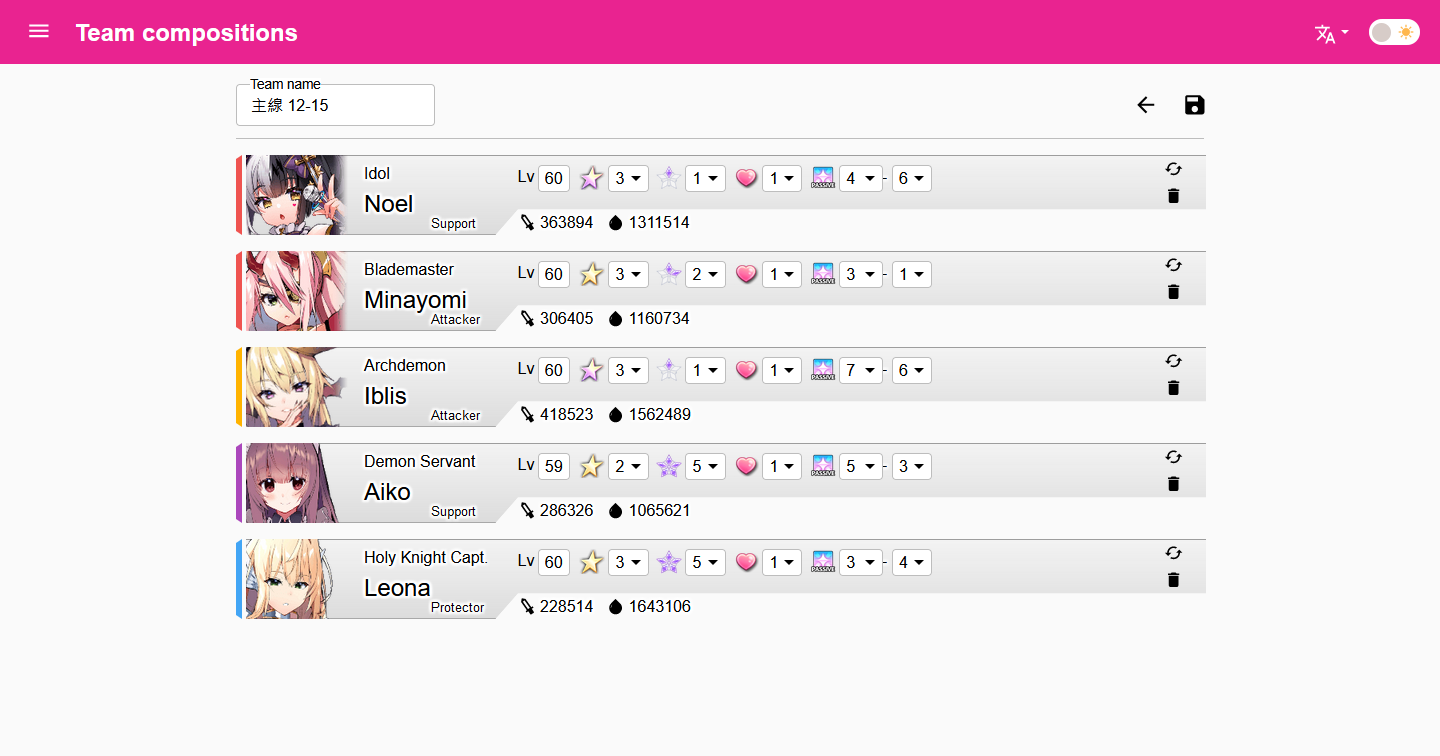 Team compositions
Team name
主線 12-15
Idol
Noel
Support
Lv 60 3 1 1 PASSIVE 4 - 6
363894 1311514
Blademaster
Minayomi
Attacker
Lv 60 3 2 1 PASSIVE 3 - 1
306405 1160734
Archdemon
Iblis
Attacker
Lv 60 3 1 1 PASSIVE 7 - 6
418523 1562489
Demon Servant
Aiko
Support
Lv 59 2 5 1 PASSIVE 5 - 3
286326 1065621
Holy Knight Capt.
Leona
Protector
Lv 60 3 5 1 PASSIVE 3 - 4
228514 1643106